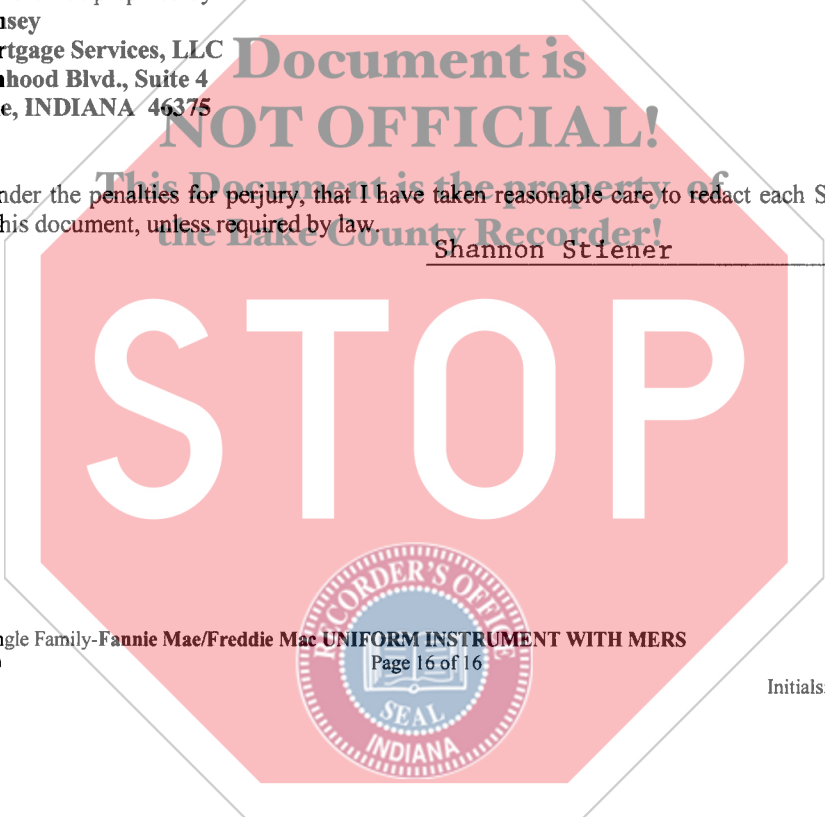 nsey
rtgage Services, LLC
nhood Blvd., Suite 4
e, INDIANA 46375
Document is
NOT OFFICIAL!
This Document is the property of
the Lake County Recorder!
nder the penalties for perjury, that I have taken reasonable care to redact each S
his document, unless required by law.
Shannon Stiener
STOP
RECORDER'S OFFICE
SEAL
INDIANA
ngle Family-Fannie Mae/Freddie Mac UNIFORM INSTRUMENT WITH MERS
Page 16 of 16
Initials: